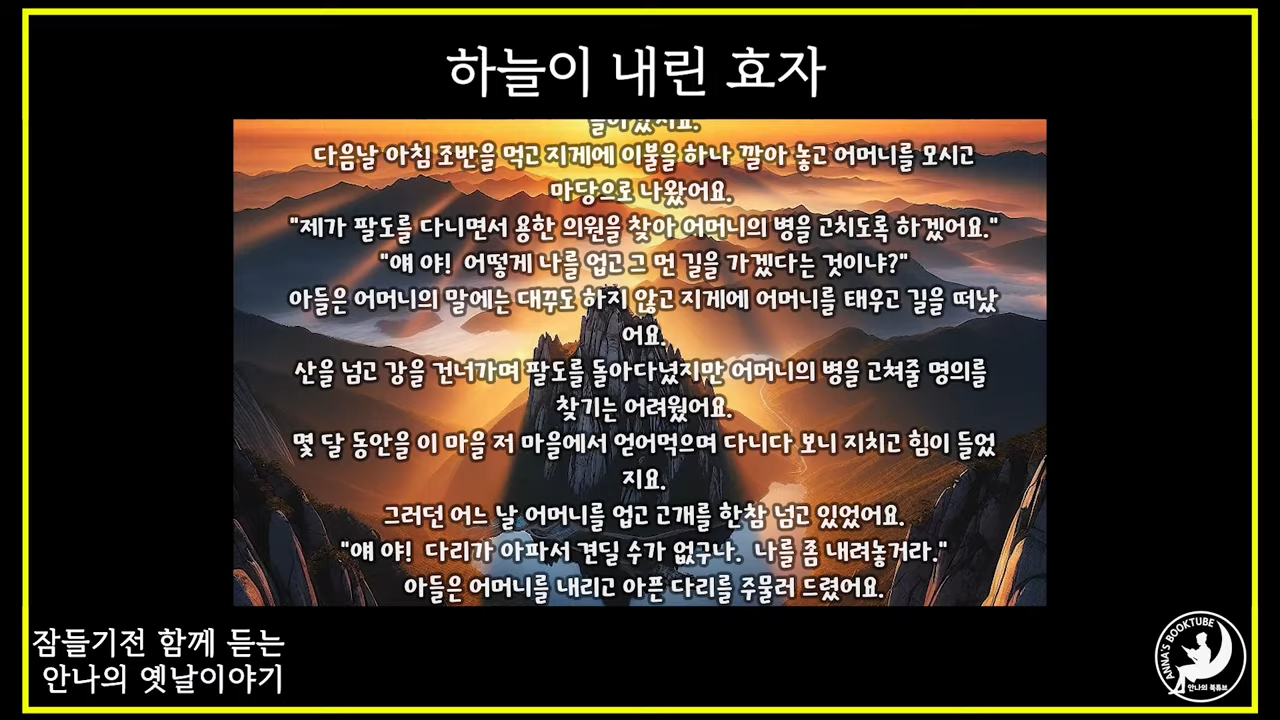 하늘이 내린 효자
다음날 아침 조반을 먹고 지게에 이불을 하나 깔아 놓고 어머니를 모시고
마당으로 나왔어요.
"제가 팔도를 다니면서 용한 의원을 찾아 어머니의 병을 고치도록 하겠어요."
"얘 야!  어떻게 나를 업고 그 먼 길을 가겠다는 것이냐?"
아들은 어머니의 말에는 대꾸도 하지 않고 지게에 어머니를 태우고 길을 떠났
어요.
산을 넘고 강을 건너가며 팔도를 돌아다녔지만 어머니의 병을 고쳐줄 명의를
찾기는 어려웠어요.
몇 달 동안을 이 마을 저 마을에서 얻어먹으며 다니다 보니 지치고 힘이 들었
지요.
그러던 어느 날 어머니를 업고 고개를 한참 넘고 있었어요.
"얘 야!  다리가 아파서 견딜 수가 없구나.  나를 좀 내려놓거라."
아들은 어머니를 내리고 아픈 다리를 주물러 드렸어요.
잠들기전 함께 듣는
안나의 옛날이야기
ANNA'S BOOKTUBE
안나의 북튜브